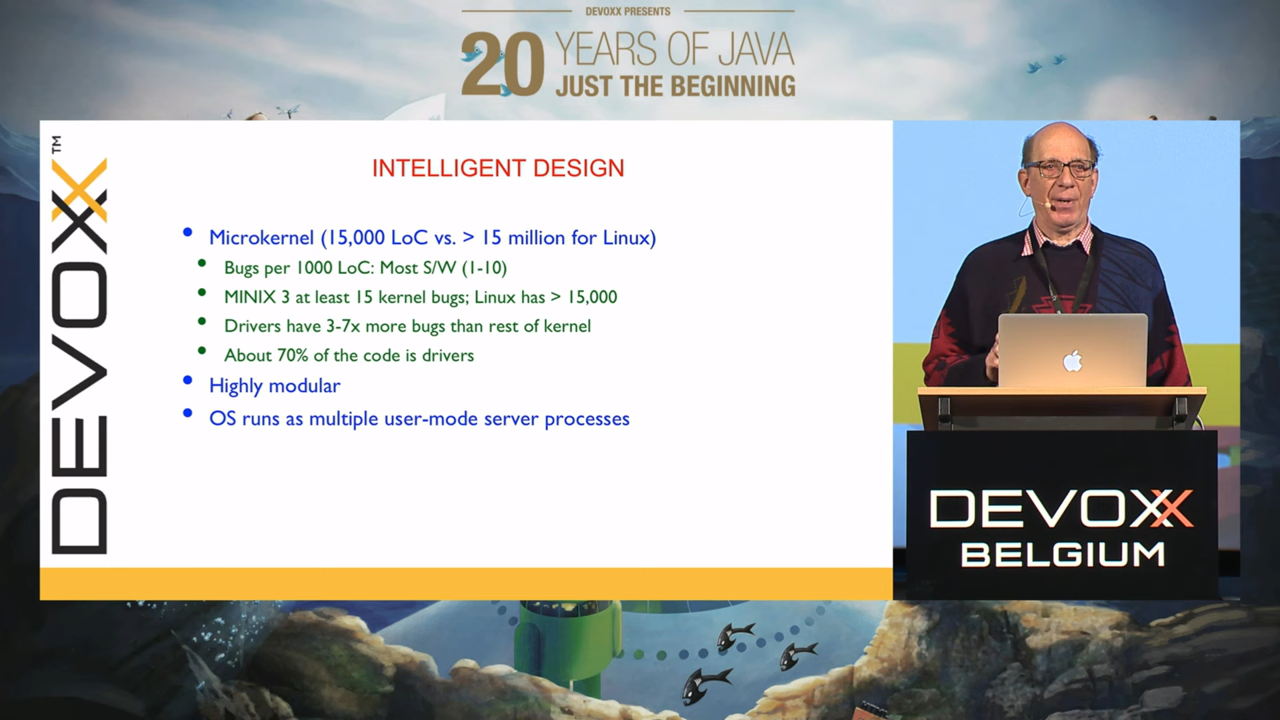 DEVOXX PRESENTS
20 YEARS OF JAVA
JUST THE BEGINNING
DEVOXX™
INTELLIGENT DESIGN
• Microkernel (15,000 LoC vs. > 15 million for Linux)
• Bugs per 1000 LoC: Most S/W (1-10)
• MINIX 3 at least 15 kernel bugs; Linux has > 15,000
• Drivers have 3-7x more bugs than rest of kernel
• About 70% of the code is drivers
• Highly modular
• OS runs as multiple user-mode server processes
DEVOXX
BELGIUM